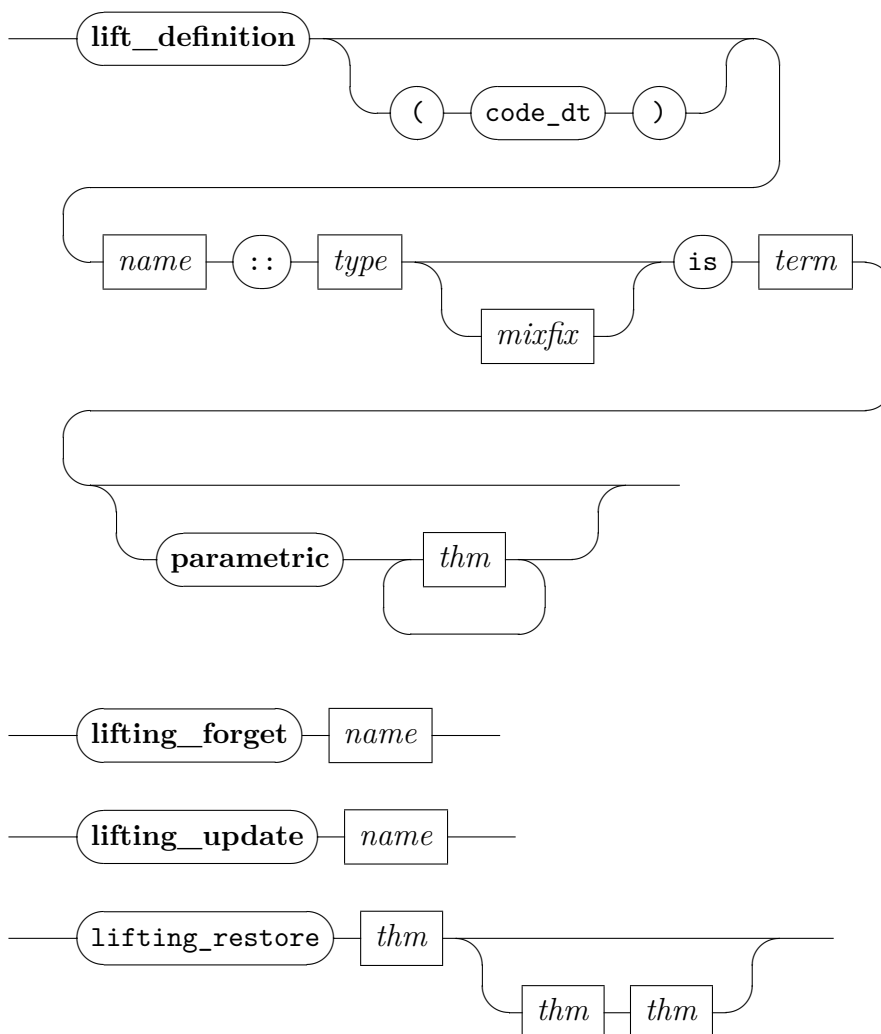 lift_definition
( code_dt )
name :: type is term
mixfix
parametric thm
lifting_forget name
lifting_update name
lifting_restore thm
thm thm